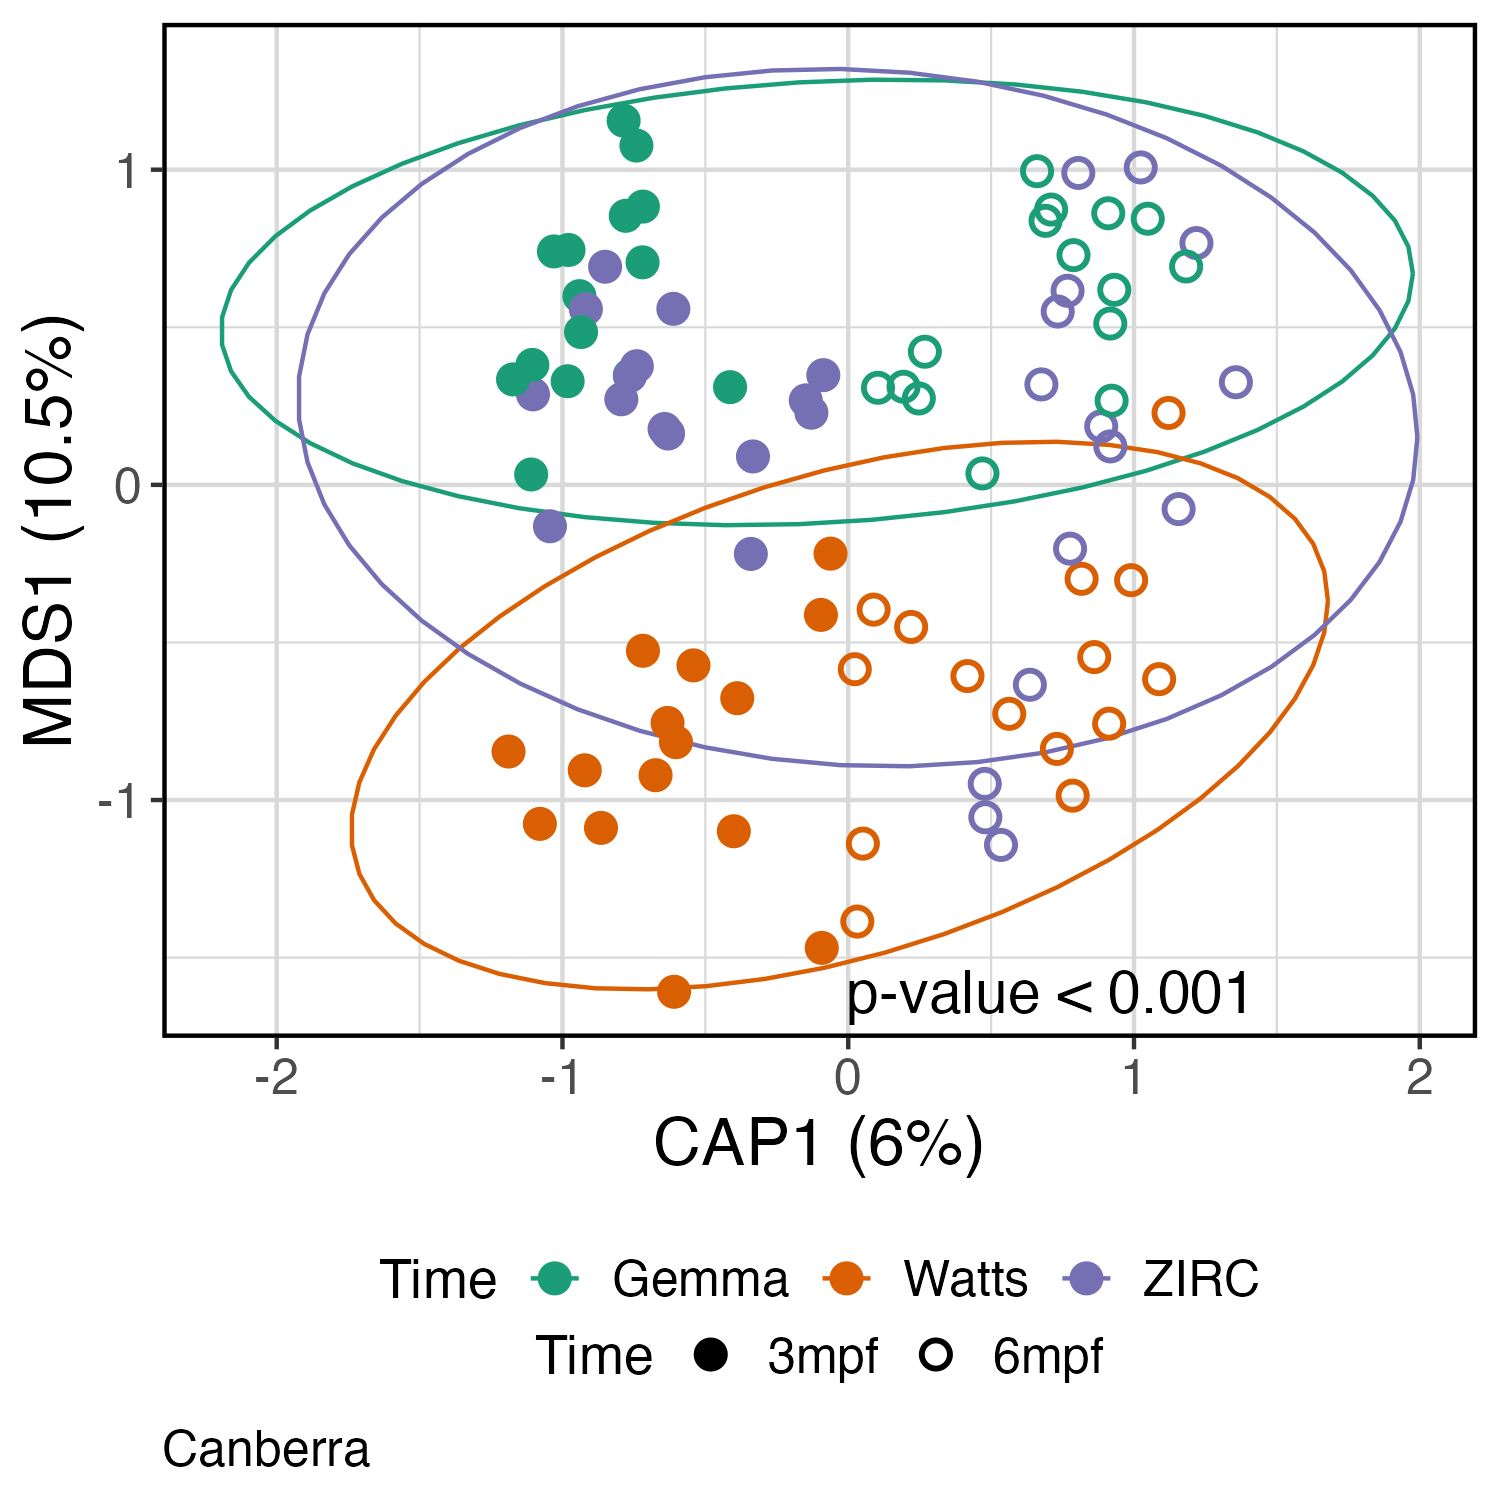 MDS1 (10.5%)
1
0
-1
p-value < 0.001
-2 -1 0 1 2
CAP1 (6%)
Time Gemma Watts ZIRC
Time 3mpf 6mpf
Canberra